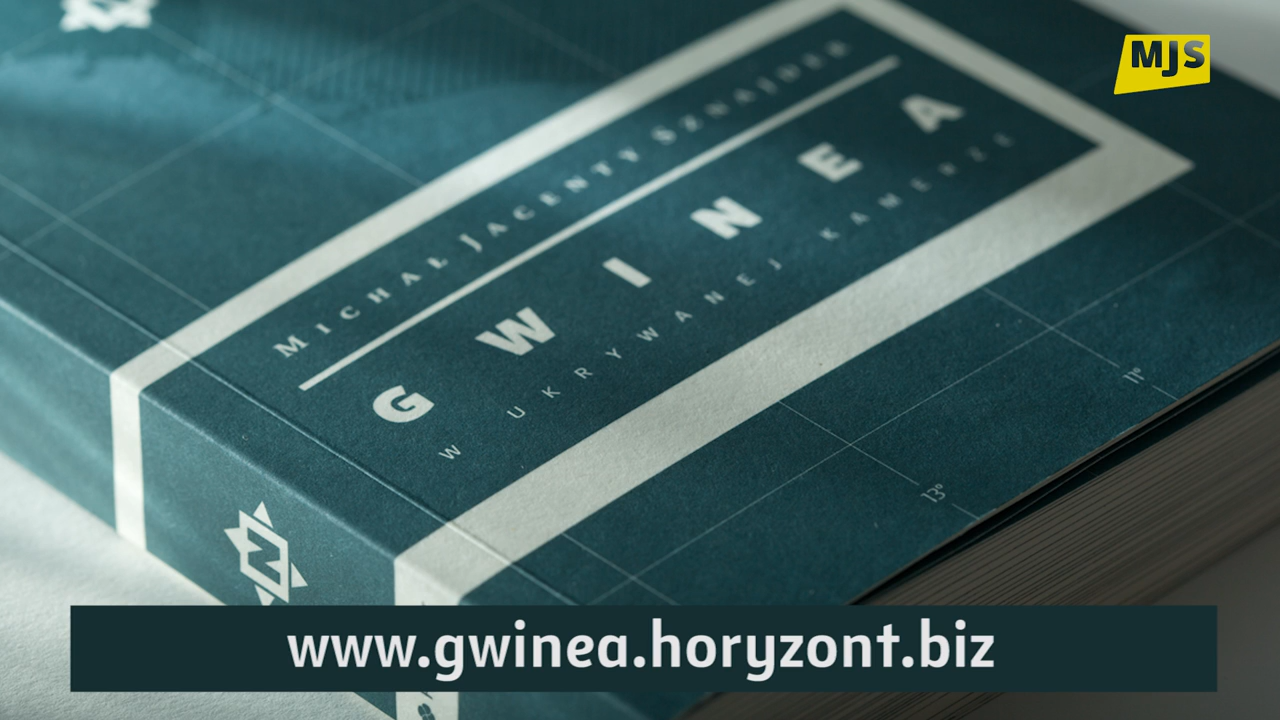 MJS
MICHAŁ JACENTY SZNAJDER
GWINEA
W UKRYWANEJ KAMERZE
11°
13°
N
www.gwinea.horyzont.biz